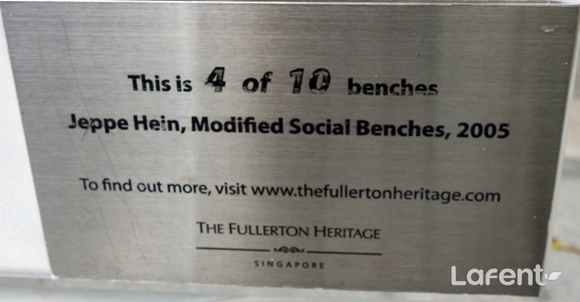 This is 4 of 10 benches
Jeppe Hein, Modified Social Benches, 2005
To find out more, visit www.thefullertonheritage.com
THE FULLERTON HERITAGE
SINGAPORE
Lafent